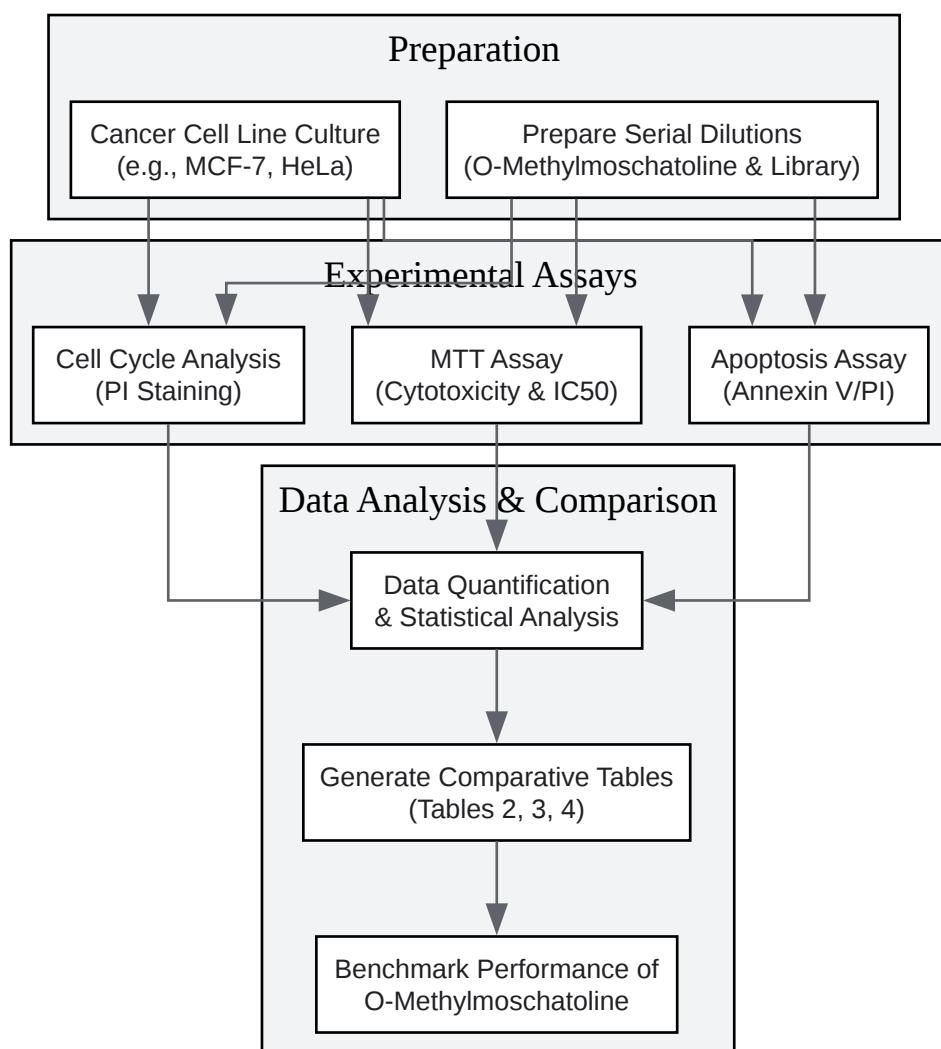 Preparation
Cancer Cell Line Culture
(e.g., MCF-7, HeLa)
Prepare Serial Dilutions
(O-Methylmoschatoline & Library)
Experimental Assays
Cell Cycle Analysis
(PI Staining)
MTT Assay
(Cytotoxicity & IC50)
Apoptosis Assay
(Annexin V/PI)
Data Analysis & Comparison
Data Quantification
& Statistical Analysis
Generate Comparative Tables
(Tables 2, 3, 4)
Benchmark Performance of
O-Methylmoschatoline